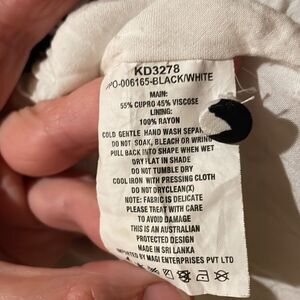 KD3278
PO-006165-BLACK/WHITE
MAIN:
55% CUPRO 45% VISCOSE
LINING:
100% RAYON
COLD GENTLE HAND WASH SEPAR
DO NOT SOAK, BLEACH OR WRING
PULL BACK INTO SHAPE WHEN WET
DRY FLAT IN SHADE
DO NOT TUMBLE DRY
COOL IRON WITH PRESSING CLOTH
DO NOT DRYCLEAN(X)
NOTE: FABRIC IS DELICATE
PLEASE TREAT WITH CARE
TO AVOID DAMAGE
THIS IS AN AUSTRALIAN
PROTECTED DESIGN
MADE IN SRI LANKA
IMPORTED BY MAGI ENTERPRISES PVT LTD